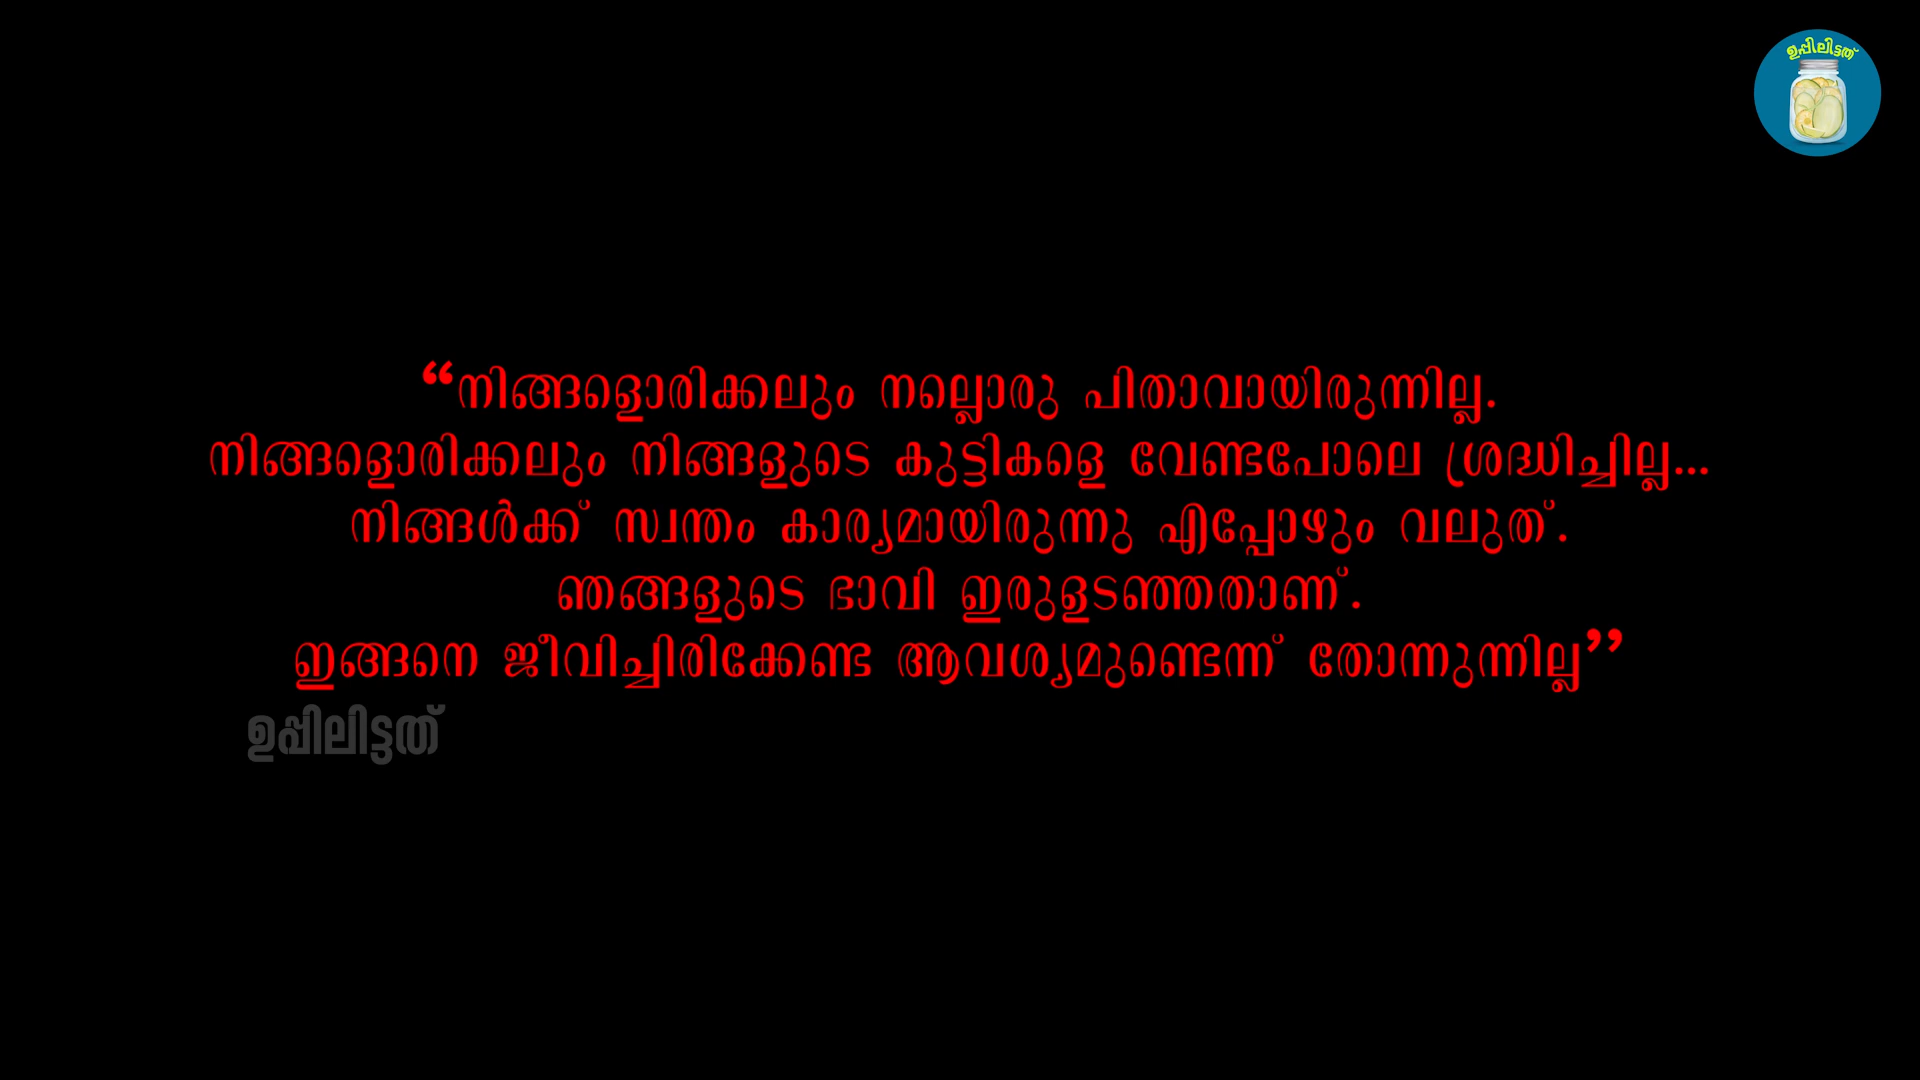 ഉപ്പിലിട്ടത്
“നിങ്ങളൊരിക്കലും നല്ലൊരു പിതാവായിരുന്നില്ല.
നിങ്ങളൊരിക്കലും നിങ്ങളുടെ കുട്ടികളെ വേണ്ടപോലെ ശ്രദ്ധിച്ചില്ല...
നിങ്ങൾക്ക് സ്വന്തം കാര്യമായിരുന്നു എപ്പോഴും വലുത്.
ഞങ്ങളുടെ ഭാവി ഇരുളടഞ്ഞതാണ്.
ഇങ്ങനെ ജീവിച്ചിരിക്കേണ്ട ആവശ്യമുണ്ടെന്ന് തോന്നുന്നില്ല”
ഉപ്പിലിട്ടത്